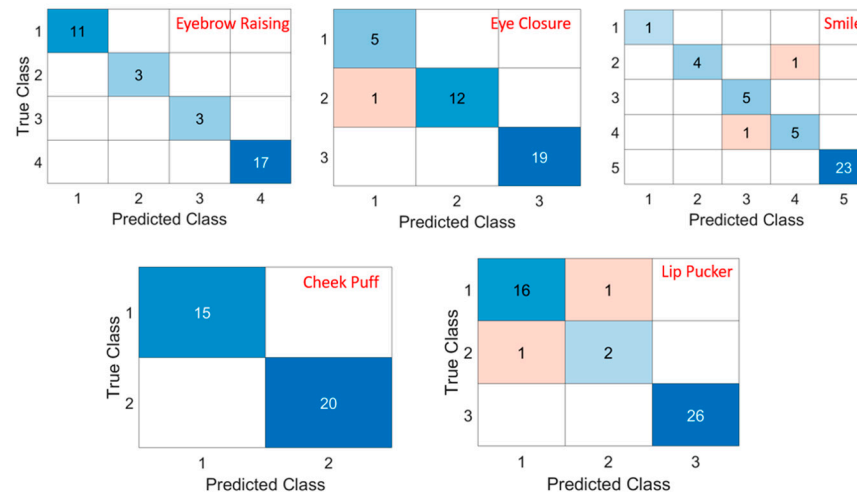 Eyebrow Raising
True Class
1 11
2 3
3 3
4 17
1 2 3 4
Predicted Class
Eye Closure
1 5
2 1 12
3 19
1 2 3
Predicted Class
Smile
1 1
2 4 1
3 5
4 1 5
5 23
1 2 3 4 5
Predicted Class
Cheek Puff
True Class
1 15
2 20
1 2
Predicted Class
Lip Pucker
True Class
1 16 1
2 1 2
3 26
1 2 3
Predicted Class